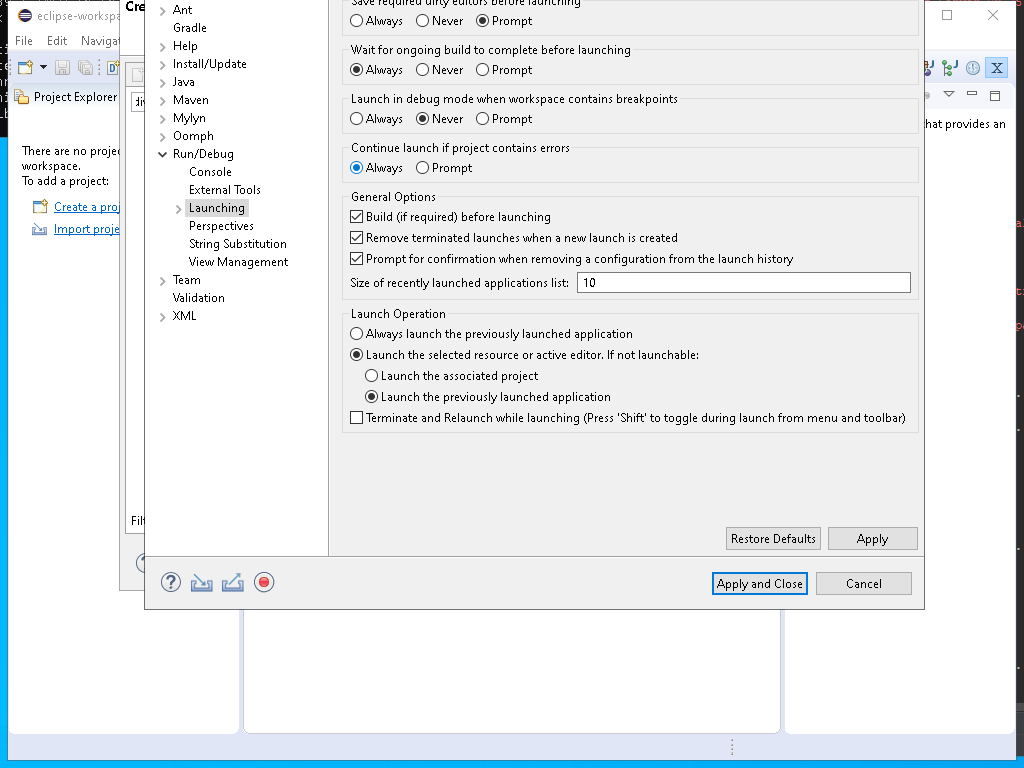 eclipse-workspa
Cre
File Edit Navigat
Project Explorer
There are no projec
workspace.
To add a project:
Create a proj
Import proje
Ant
Gradle
Help
Install/Update
Java
Maven
Mylyn
Oomph
Run/Debug
Console
External Tools
Launching
Perspectives
String Substitution
View Management
Team
Validation
XML
Save required dirty editors before launching
Always Never Prompt
Wait for ongoing build to complete before launching
Always Never Prompt
Launch in debug mode when workspace contains breakpoints
Always Never Prompt
Continue launch if project contains errors
Always Prompt
General Options
Build (if required) before launching
Remove terminated launches when a new launch is created
Prompt for confirmation when removing a configuration from the launch history
Size of recently launched applications list: 10
Launch Operation
Always launch the previously launched application
Launch the selected resource or active editor. If not launchable:
Launch the associated project
Launch the previously launched application
Terminate and Relaunch while launching (Press 'Shift' to toggle during launch from menu and toolbar)
Restore Defaults Apply
Apply and Close Cancel
Filt
hat provides an